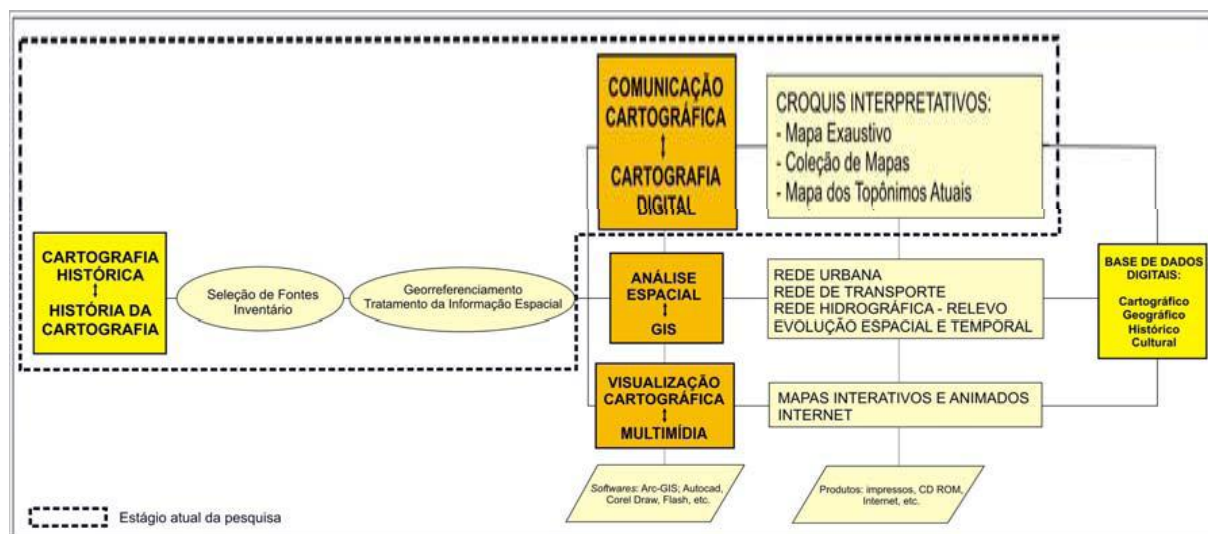 COMUNICAÇÃO
CARTOGRÁFICA
CARTOGRAFIA
DIGITAL
CROQUIS INTERPRETATIVOS:
- Mapa Exaustivo
- Coleção de Mapas
- Mapa dos Topônimos Atuais
CARTOGRAFIA
HISTÓRICA
HISTÓRIA DA
CARTOGRAFIA
Seleção de Fontes
Inventário
Georreferenciamento
Tratamento da Informação Espacial
ANÁLISE
ESPACIAL
GIS
REDE URBANA
REDE DE TRANSPORTE
REDE HIDROGRÁFICA - RELEVO
EVOLUÇÃO ESPACIAL E TEMPORAL
BASE DE DADOS
DIGITAIS:
Cartográfico
Geográfico
Histórico
Cultural
VISUALIZAÇÃO
CARTOGRÁFICA
MULTIMÍDIA
MAPAS INTERATIVOS E ANIMADOS
INTERNET
Softwares: Arc-GIS; Autocad,
Corel Draw, Flash, etc.
Produtos: impressos, CD ROM,
Internet, etc.
Estágio atual da pesquisa